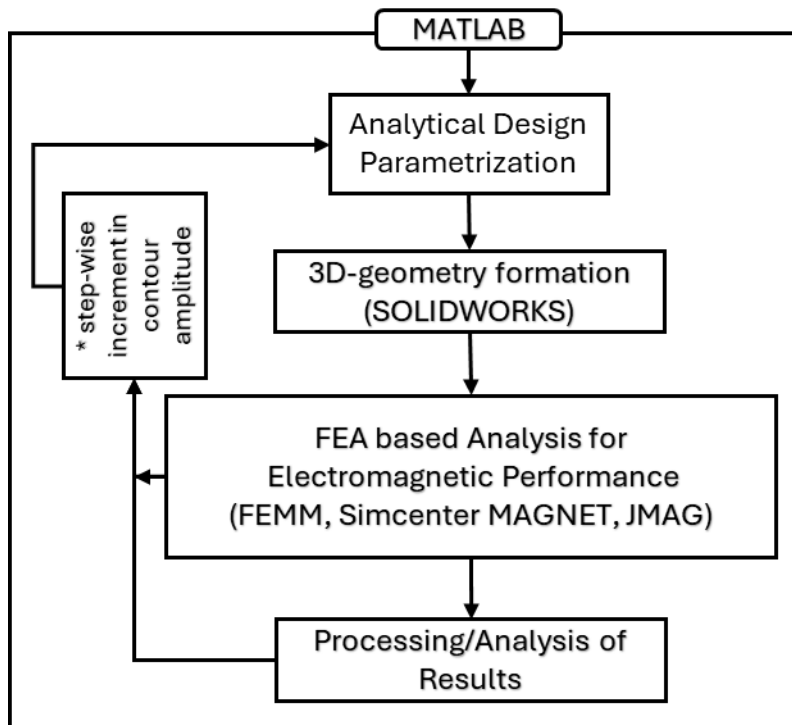 MATLAB
Analytical Design
Parametrization
* step-wise
increment in
contour
amplitude
3D-geometry formation
(SOLIDWORKS)
FEA based Analysis for
Electromagnetic Performance
(FEMM, Simcenter MAGNET, JMAG)
Processing/Analysis of
Results